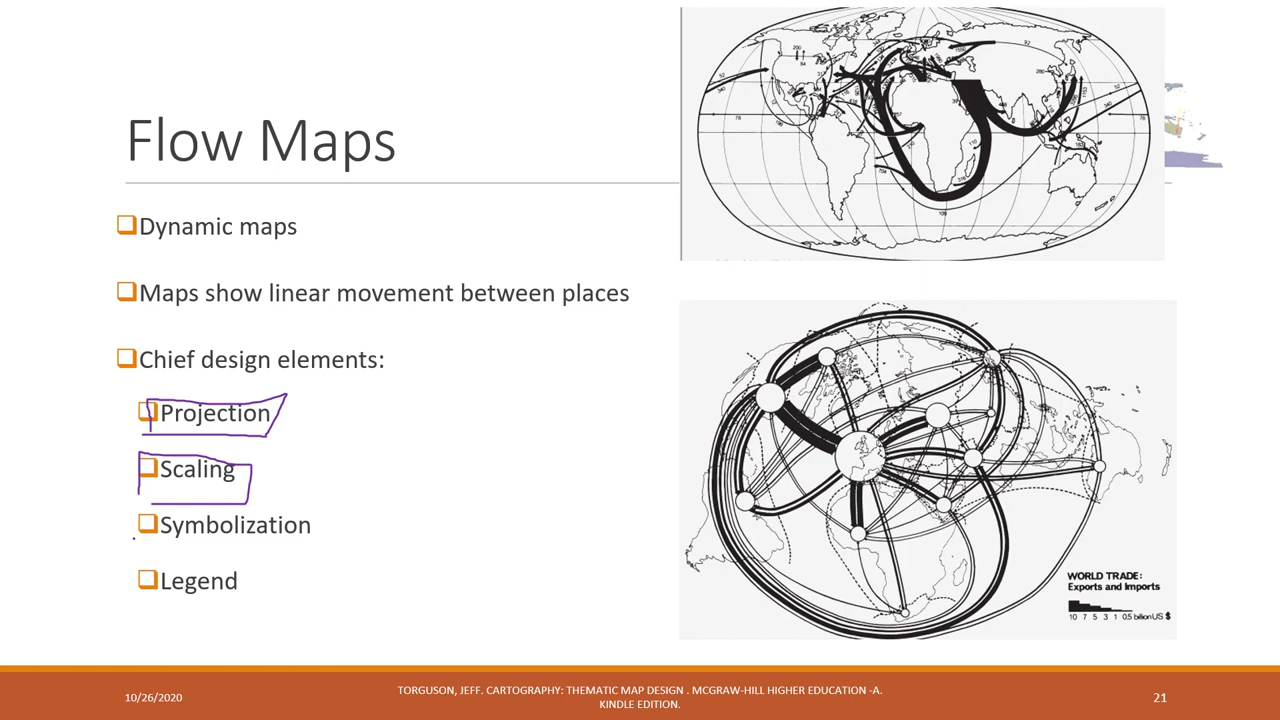 Flow Maps
Dynamic maps
Maps show linear movement between places
Chief design elements:
Projection
Scaling
Symbolization
Legend
WORLD TRADE:
Exports and Imports
10 7 5 3 1 0.5 billion US $
10/26/2020
TORGUSON, JEFF. CARTOGRAPHY: THEMATIC MAP DESIGN . MCGRAW-HILL HIGHER EDUCATION -A.
KINDLE EDITION.
21